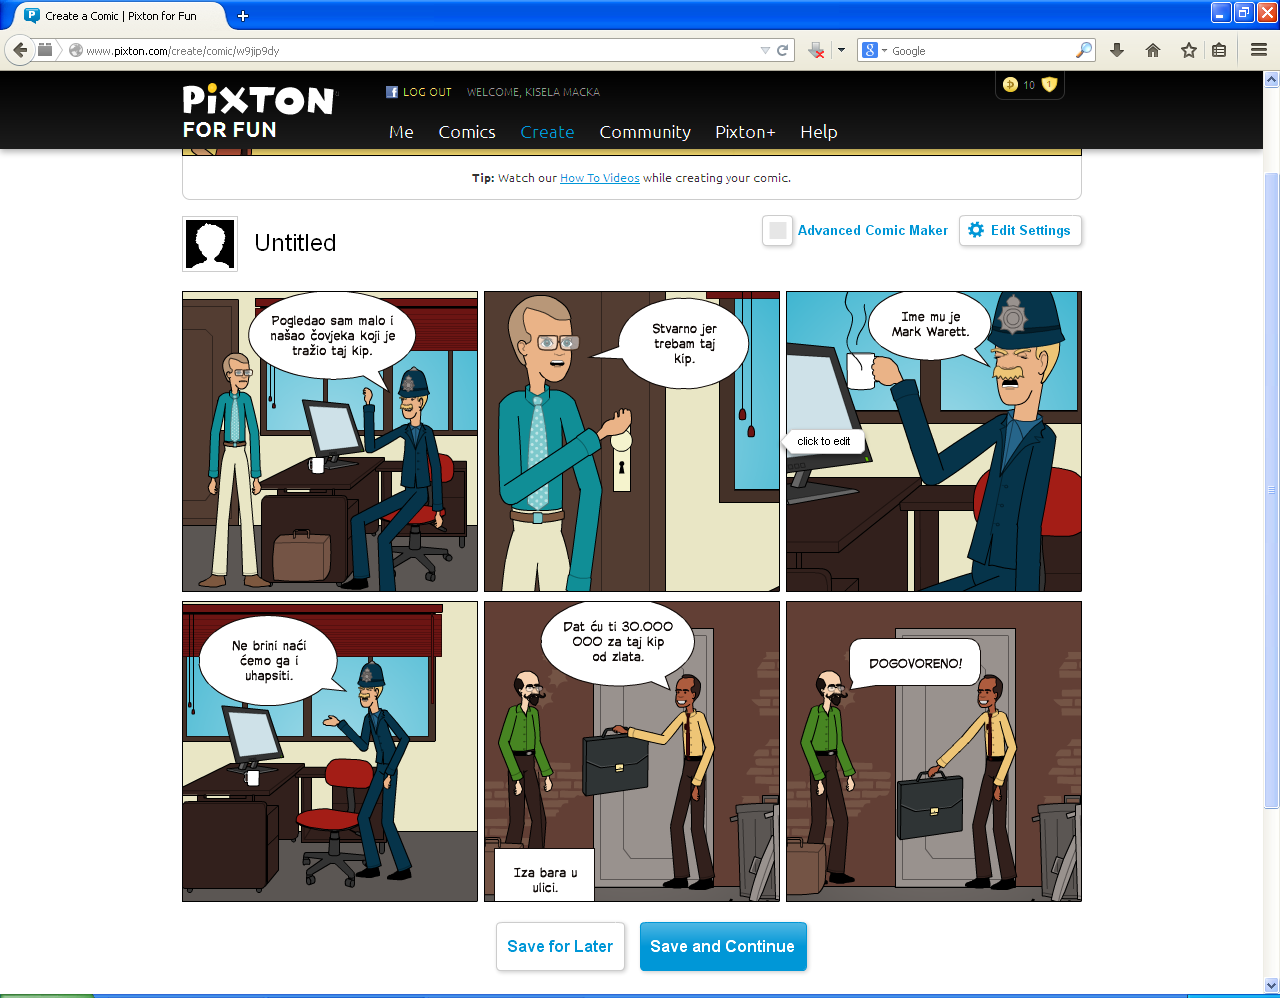 Create a Comic | Pixton for Fun
www.pixton.com/create/comic/w9jip9dy
Google
PiXTON
FOR FUN
LOG OUT
WELCOME, KISELA MACKA
10
1
Me
Comics
Create
Community
Pixton+
Help
Tip: Watch our How To Videos while creating your comic.
Untitled
Advanced Comic Maker
Edit Settings
Pogledao sam malo i
našao čovjeka koji je
tražio taj kip.
Stvarno jer
trebam taj
kip.
Ime mu je
Mark Warett.
click to edit
Ne brini naći
ćemo ga i
uhapsiti.
Dat ću ti 30.000
000 za taj kip
od zlata.
Iza bara u
ulici.
DOGOVORENO!
Save for Later
Save and Continue